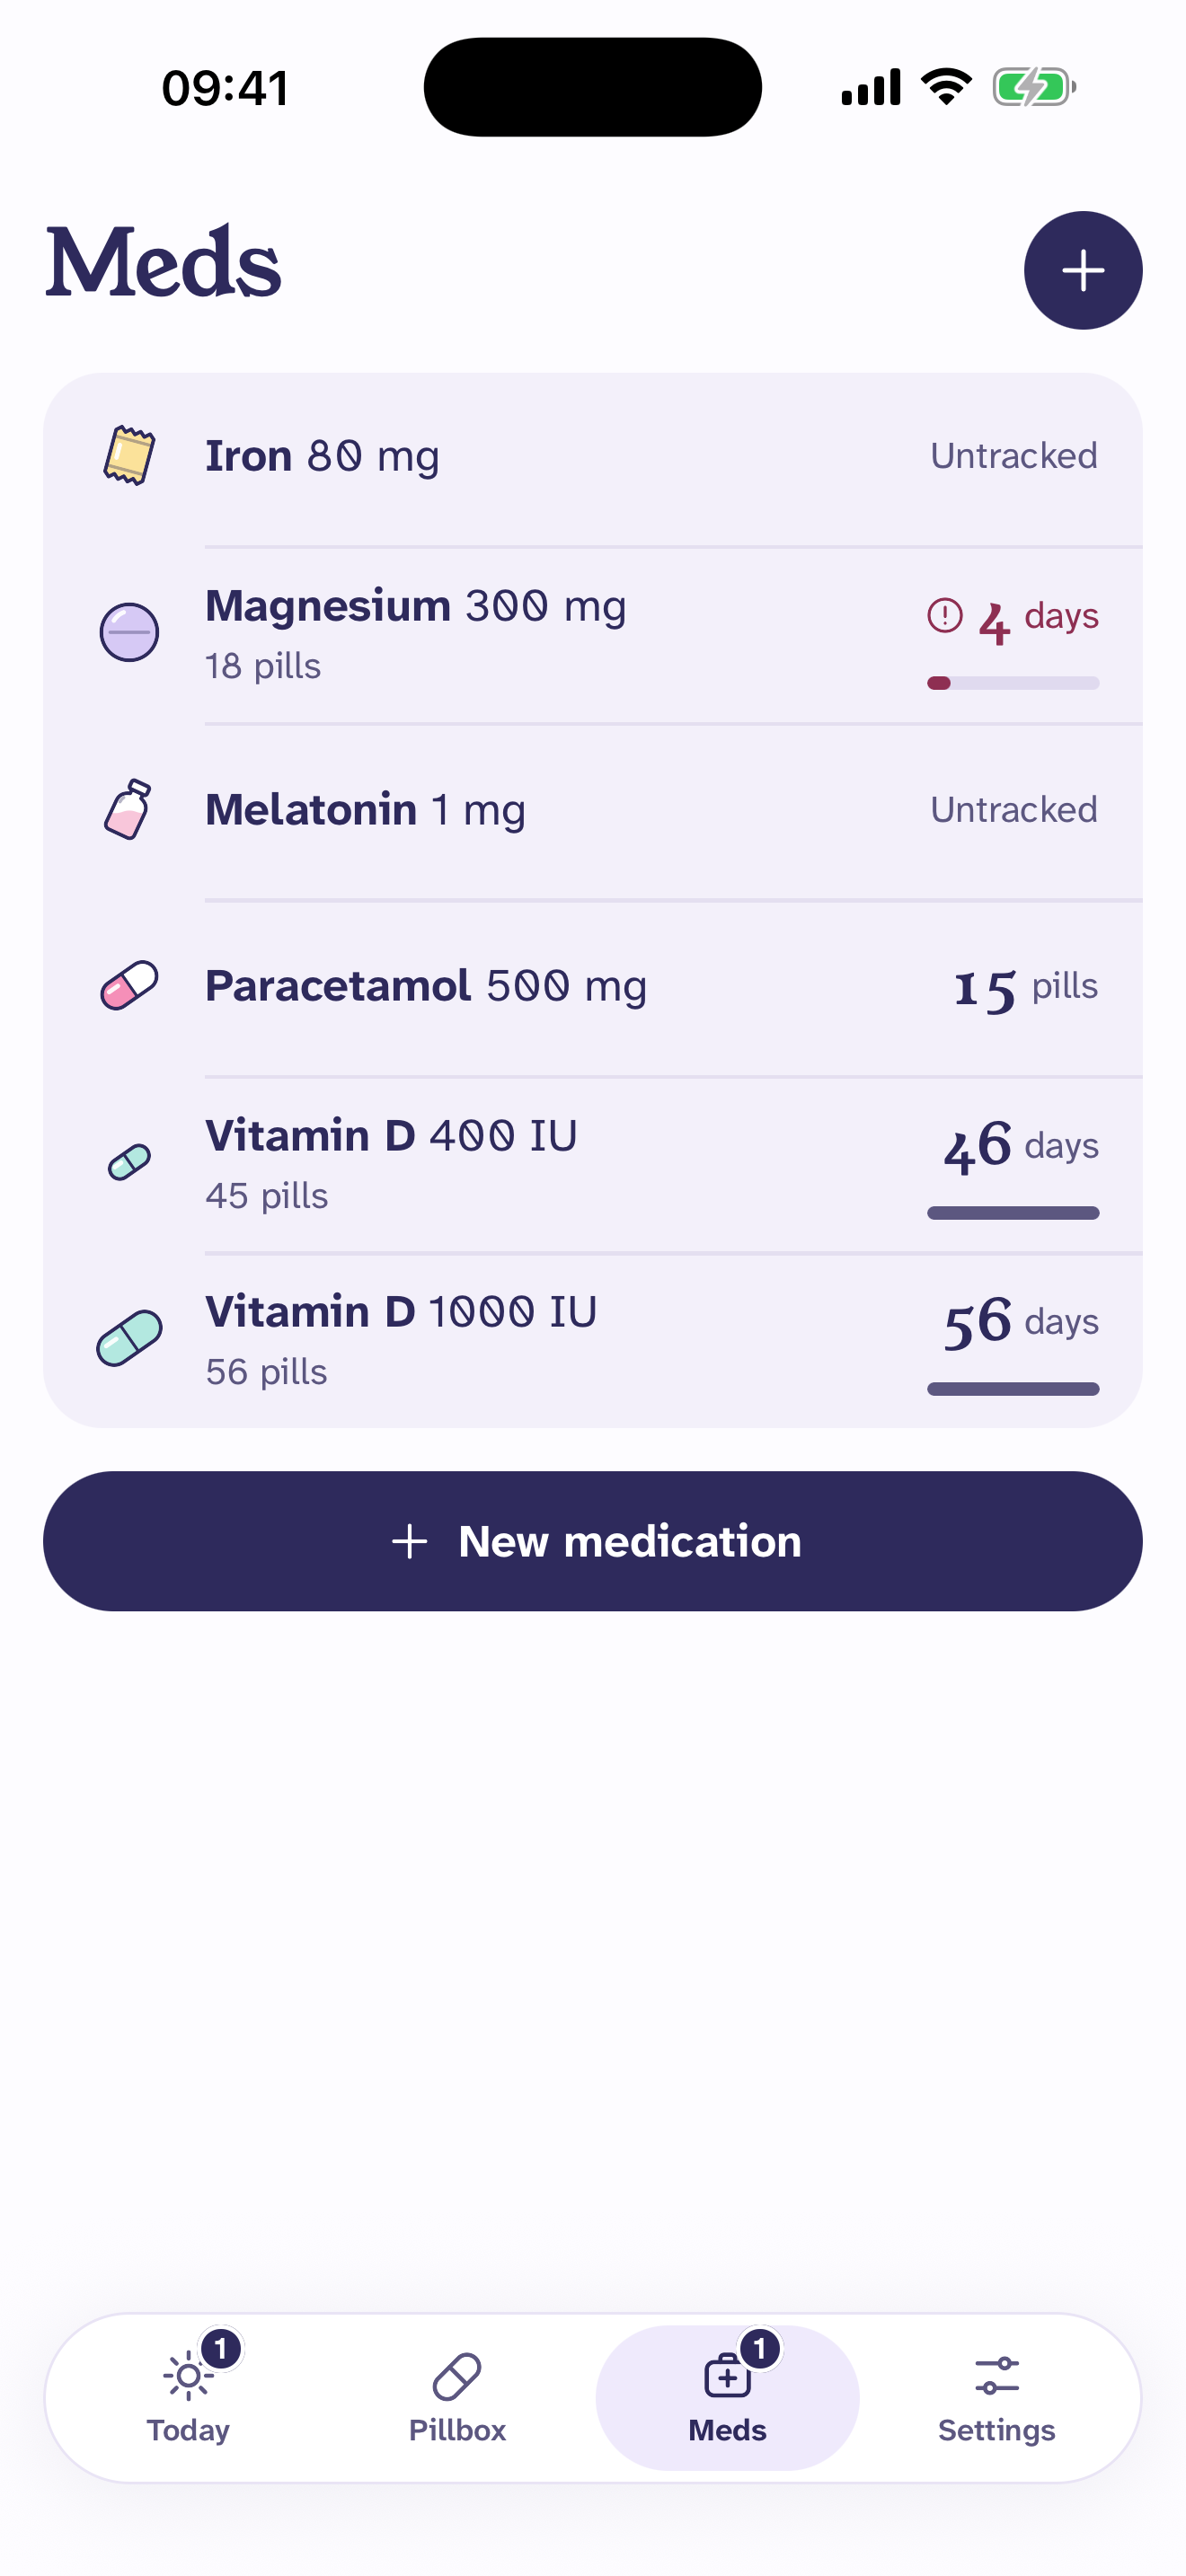 09:41
Meds
Iron 80 mg
Untracked
Magnesium 300 mg
18 pills
4 days
Melatonin 1 mg
Untracked
Paracetamol 500 mg
15 pills
Vitamin D 400 IU
45 pills
46 days
Vitamin D 1000 IU
56 pills
56 days
New medication
1
Today
Pillbox
1
Meds
Settings